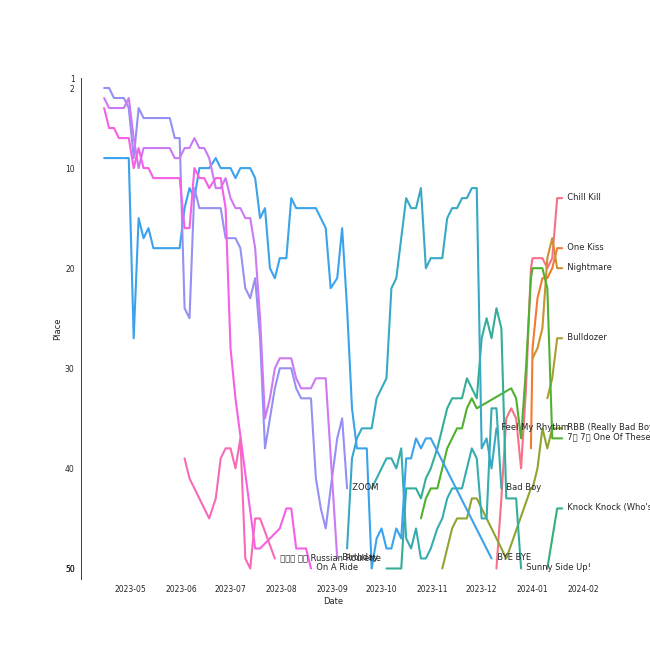 1
2
10
20
30
40
50
Place
Chill Kill
One Kiss
Nightmare
Bulldozer
Feel My Rhythm
RBB (Really Bad Boy
7월 7일 One Of These
ZOOM
Bad Boy
Knock Knock (Who's
Russian Roulette
Birthday
BYE BYE
On A Ride
Sunny Side Up!
2023-05
2023-06
2023-07
2023-08
2023-09
2023-10
2023-11
2023-12
2024-01
2024-02
Date